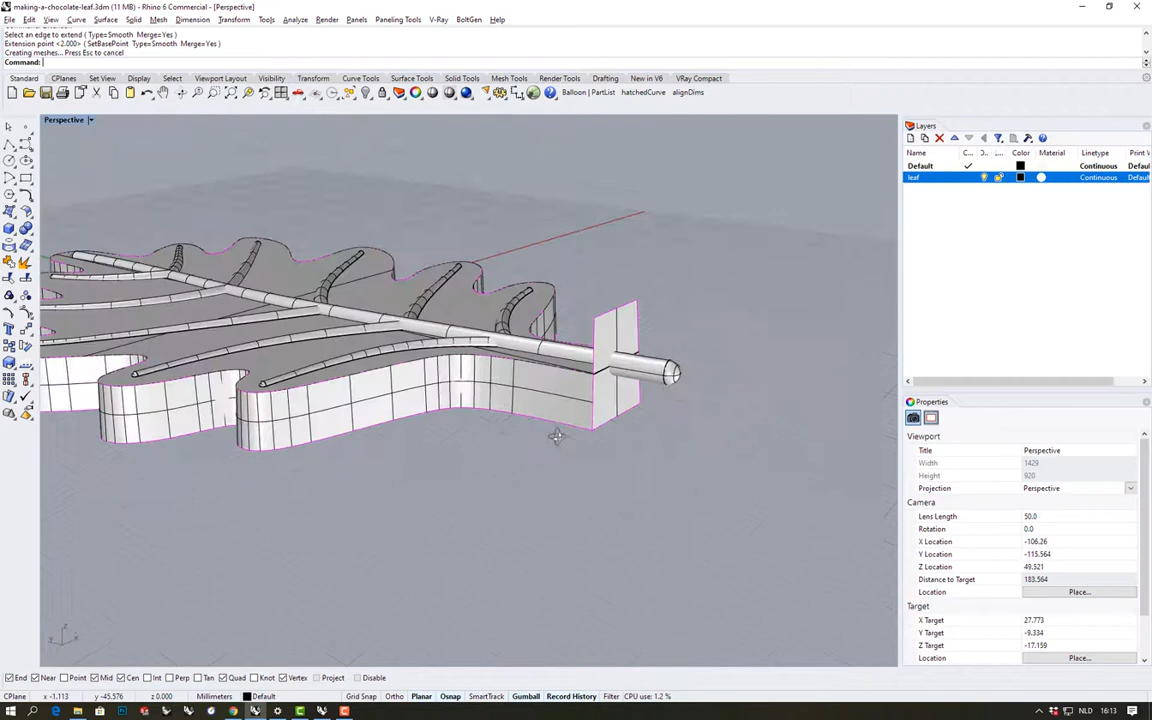 making-a-chocolate-leaf.3dm (11 MB) - Rhino 6 Commercial - [Perspective]
File Edit View Curve Surface Solid Mesh Dimension Transform Tools Analyze Render Panels Paneling Tools V-Ray BoltGen Help
Select an edge to extend (Type=Smooth Merge=Yes )
Extension point <2.000> ( SetBasePoint Type=Smooth Merge=Yes )
Creating meshes... Press Esc to cancel
Command:
Standard CPlanes Set View Display Select Viewport Layout Visibility Transform Curve Tools Surface Tools Solid Tools Mesh Tools Render Tools Drafting New in V6 VRay Compact
Balloon | PartList hatchedCurve alignDims
Perspective
Layers
Name C... D... ... Color Material Linetype Print W
Default Continuous Defau
leaf Continuous Defau
Properties
Viewport
Title Perspective
Width 1429
Height 920
Projection Perspective
Camera
Lens Length 50.0
Rotation 0.0
X Location -106.26
Y Location -115.564
Z Location 49.521
Distance to Target 183.564
Location Place...
Target
X Target 27.773
Y Target -9.334
Z Target -17.159
Location Place...
End Near Point Mid Cen Int Perp Tan Quad Knot Vertex Project Disable
CPlane x -1.113 y -45.576 z 0.000 Millimeters Default Grid Snap Ortho Planar Osnap SmartTrack Gumball Record History Filter CPU use: 1.2 %
NLD 16:13